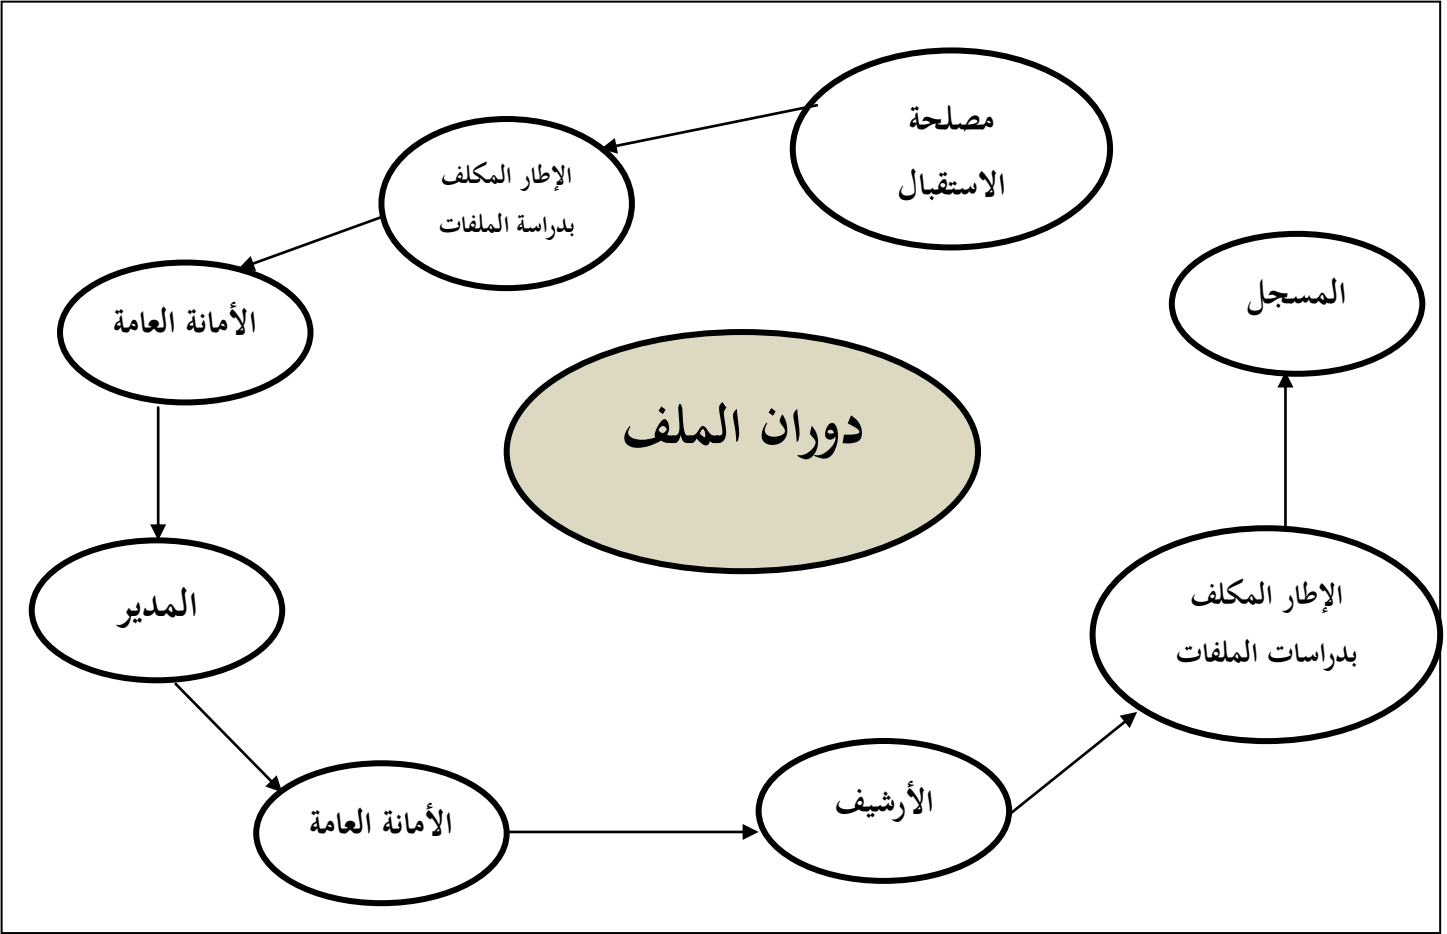 مصلحة
الاستقبال
الإطار المكلف
بدراسة الملفات
الأمانة العامة
المدير
الأمانة العامة
الأرشيف
الإطار المكلف
بدراسات الملفات
المسجل
دوران الملف